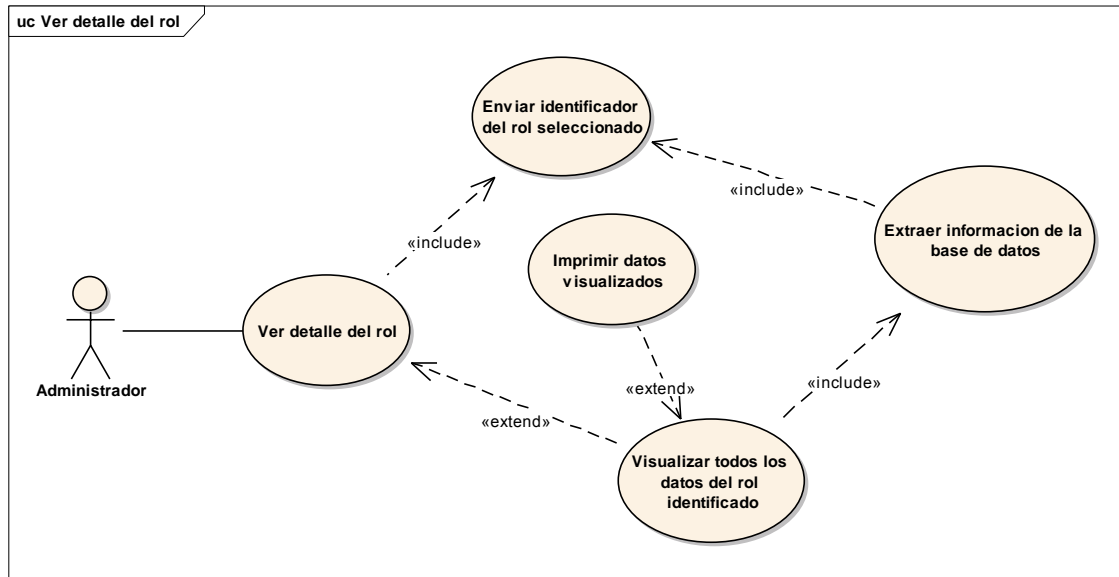 uc Ver detalle del rol
Enviar identificador
del rol seleccionado
«include»
Extraer informacion de la
base de datos
«include»
Imprimir datos
visualizados
Ver detalle del rol
Administrador
«extend»
«include»
«extend»
Visualizar todos los
datos del rol
identificado